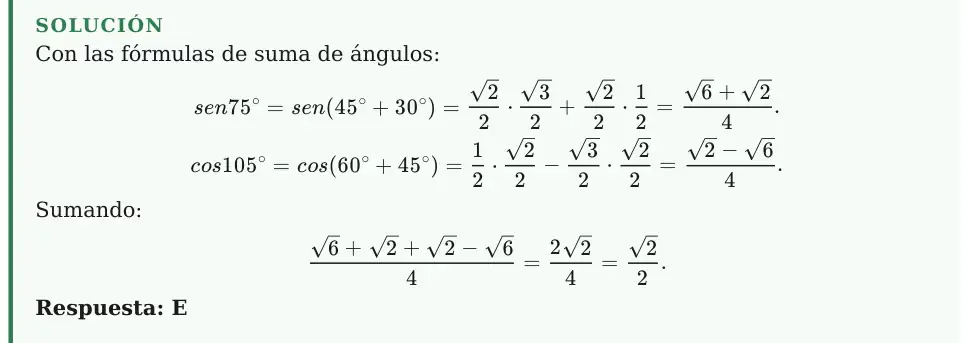 SOLUCIÓN
Con las fórmulas de suma de ángulos:
sen75° = sen(45° + 30°) = √2/2 · √3/2 + √2/2 · 1/2 = (√6 + √2)/4.
cos105° = cos(60° + 45°) = 1/2 · √2/2 − √3/2 · √2/2 = (√2 − √6)/4.
Sumando:
(√6 + √2 + √2 − √6)/4 = 2√2/4 = √2/2.
Respuesta: E